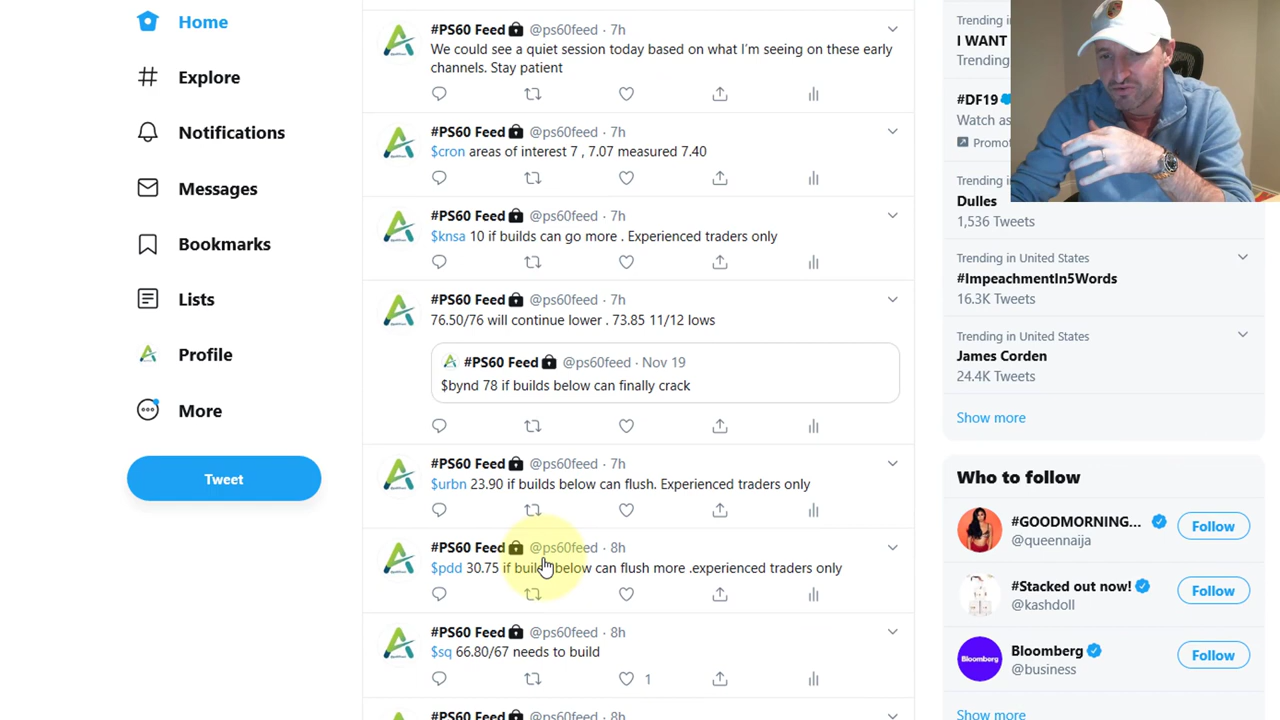 Home
Explore
Notifications
Messages
Bookmarks
Lists
Profile
More
Tweet
#PS60 Feed @ps60feed · 7h
We could see a quiet session today based on what I'm seeing on these early
channels. Stay patient
#PS60 Feed @ps60feed · 7h
$cron areas of interest 7 , 7.07 measured 7.40
#PS60 Feed @ps60feed · 7h
$knsa 10 if builds can go more . Experienced traders only
#PS60 Feed @ps60feed · 7h
76.50/76 will continue lower . 73.85 11/12 lows
#PS60 Feed @ps60feed · Nov 19
$bynd 78 if builds below can finally crack
#PS60 Feed @ps60feed · 7h
$urbn 23.90 if builds below can flush. Experienced traders only
#PS60 Feed @ps60feed · 8h
$pdd 30.75 if builds below can flush more .experienced traders only
#PS60 Feed @ps60feed · 8h
$sq 66.80/67 needs to build
1
#PS60 Feed @ps60feed · 8h
Trending in
I WANT
Trending
#DF19
Watch as
Promot
Trending i
Dulles
1,536 Tweets
Trending in United States
#ImpeachmentIn5Words
16.3K Tweets
Trending in United States
James Corden
24.4K Tweets
Show more
Who to follow
#GOODMORNING...
@queennaija
Follow
#Stacked out now!
@kashdoll
Follow
Bloomberg
Bloomberg
@business
Follow
Show more